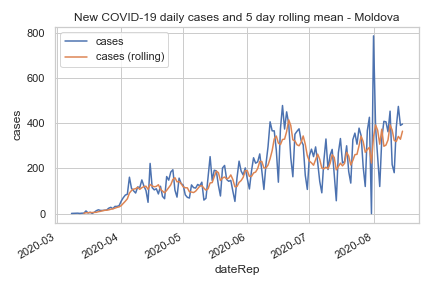 New COVID-19 daily cases and 5 day rolling mean - Moldova
800
600
400
200
0
cases
cases
cases (rolling)
2020-03
2020-04
2020-05
2020-06
2020-07
2020-08
dateRep